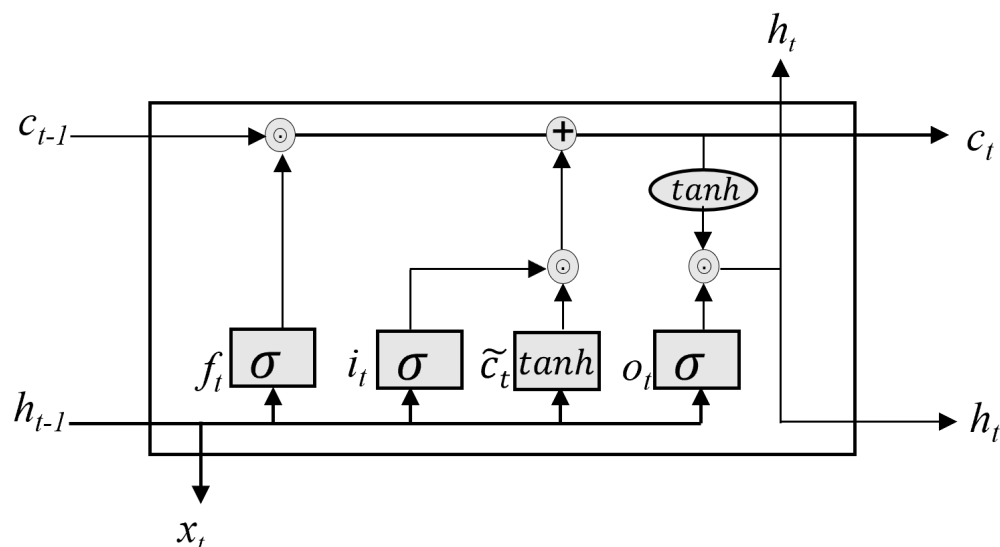 h_t
c_{t-1} ⊙ + c_t
tanh
⊙ ⊙
f_t σ i_t σ c̃_t tanh o_t σ
h_{t-1} h_t
x_t